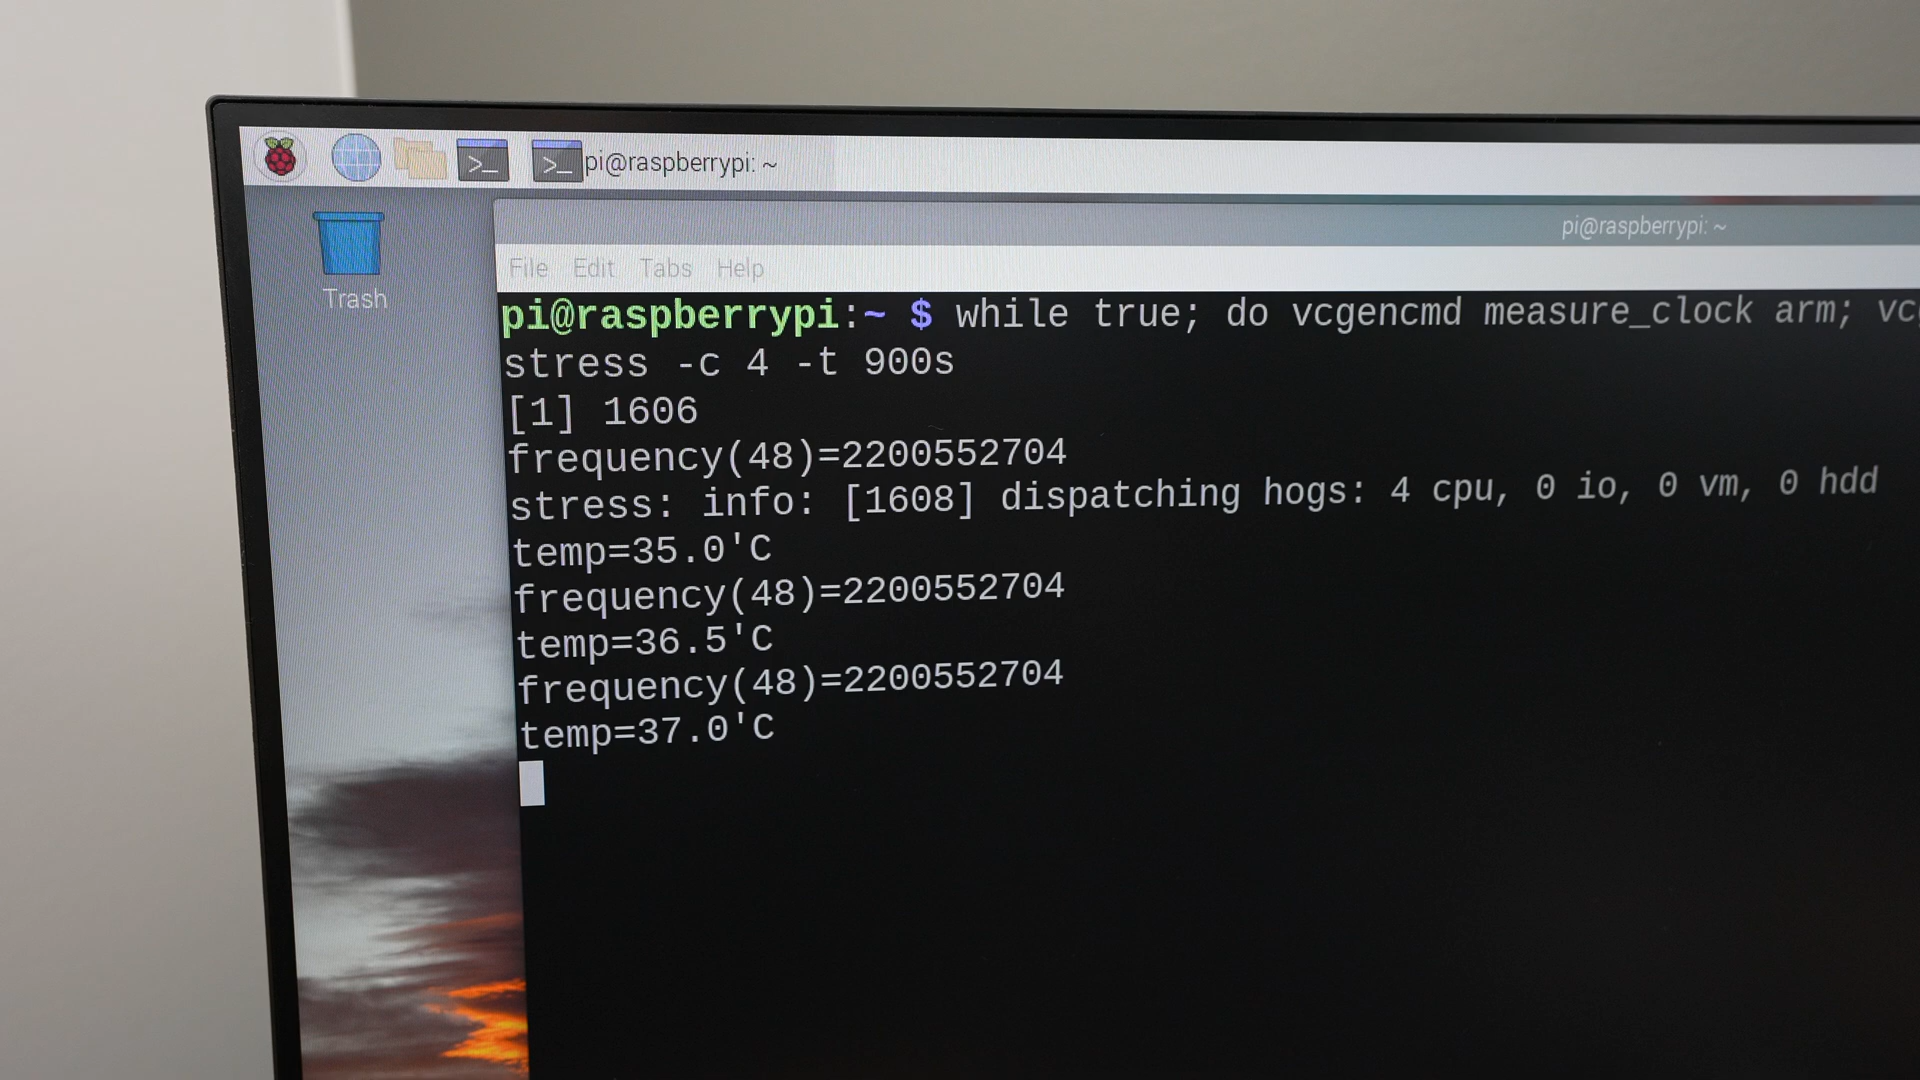 pi@raspberrypi: ~
pi@raspberrypi: ~
Trash
File Edit Tabs Help
pi@raspberrypi:~ $ while true; do vcgencmd measure_clock arm;
stress -c 4 -t 900s
[1] 1606
frequency(48)=2200552704
stress: info: [1608] dispatching hogs: 4 cpu, 0 io, 0 vm, 0 hdd
temp=35.0'C
frequency(48)=2200552704
temp=36.5'C
frequency(48)=2200552704
temp=37.0'C